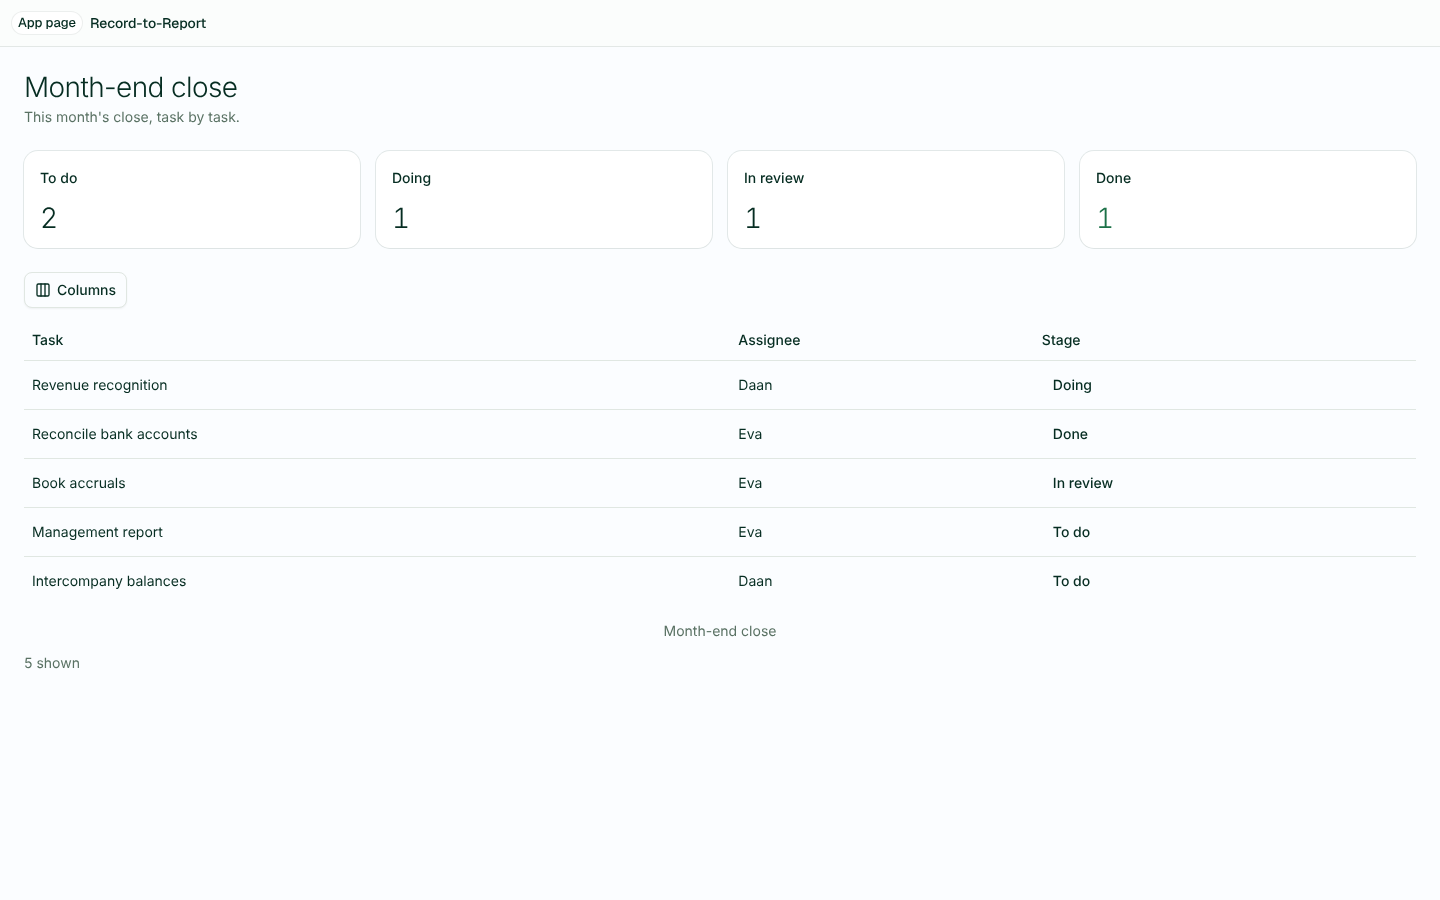 App page Record-to-Report
Month-end close
This month's close, task by task.
To do Doing In review Done
2 1 1 1
Columns
Task Assignee Stage
Revenue recognition Daan Doing
Reconcile bank accounts Eva Done
Book accruals Eva In review
Management report Eva To do
Intercompany balances Daan To do
Month-end close
5 shown